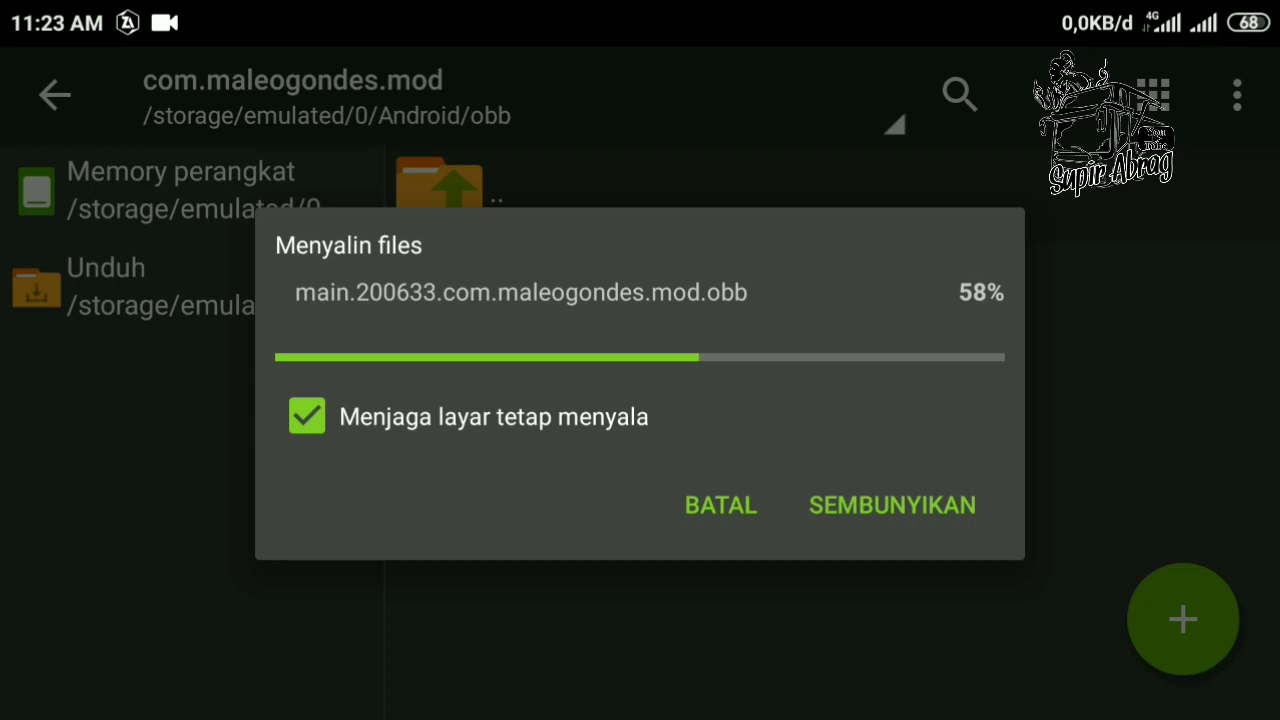 11:23 AM
0,0KB/d 4G 68
com.maleogondes.mod
/storage/emulated/0/Android/obb
Memory perangkat
/storage/emulated/0
..
Unduh
/storage/emula
Menyalin files
main.200633.com.maleogondes.mod.obb 58%
Menjaga layar tetap menyala
BATAL SEMBUNYIKAN
Supir Abrag